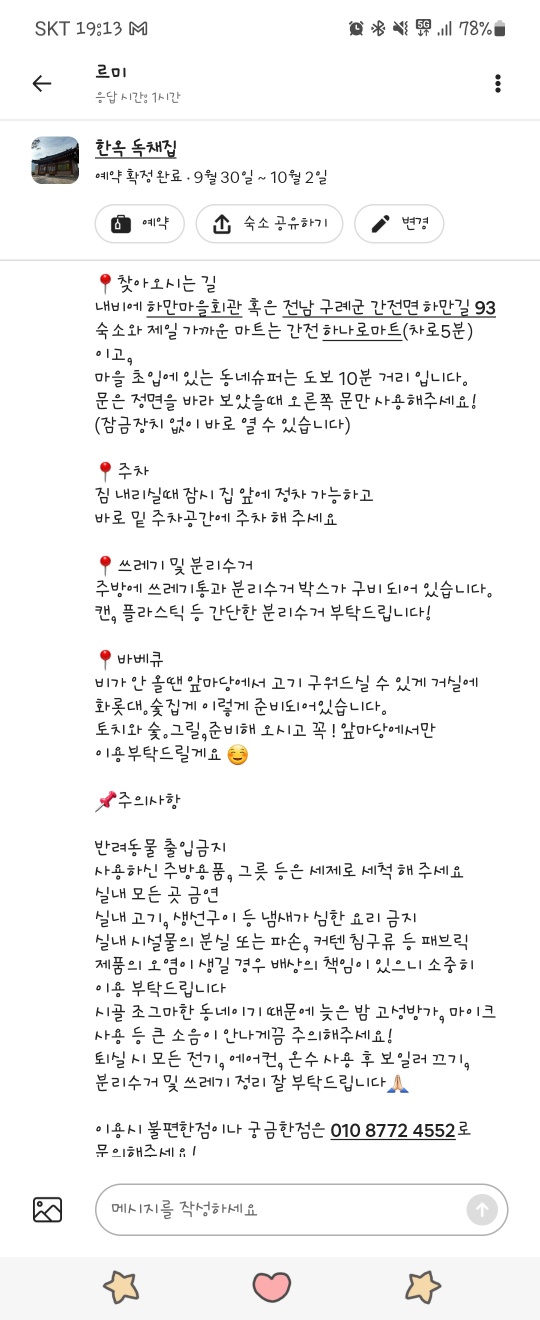 SKT 19:13
5G 78%
르미
응답 시간: 1시간
한옥 독채집
예약 확정 완료 · 9월 30일 ~ 10월 2일
예약 숙소 공유하기 변경
📍찾아오시는 길
내비에 하만마을회관 혹은 전남 구례군 간전면 하만길 93
숙소와 제일 가까운 마트는 간전 하나로마트(차로5분)
이고,
마을 초입에 있는 동네슈퍼는 도보 10분 거리 입니다.
문은 정면을 바라 보았을때 오른쪽 문만 사용해주세요!
(잠금장치 없이 바로 열 수 있습니다)
📍주차
짐 내리실때 잠시 집 앞에 정차 가능하고
바로 밑 주차공간에 주차 해 주세요
📍쓰레기 및 분리수거
주방에 쓰레기통과 분리수거 박스가 구비 되어 있습니다.
캔, 플라스틱 등 간단한 분리수거 부탁드립니다!
📍바베큐
비가 안 올땐 앞마당에서 고기 구워드실 수 있게 거실에
화롯대.숯집게 이렇게 준비되어있습니다.
토치와 숯.그릴,준비해 오시고 꼭 ! 앞마당에서만
이용부탁드릴게요 ☺️
📌주의사항
반려동물 출입금지
사용하신 주방용품, 그릇 등은 세제로 세척 해 주세요
실내 모든 곳 금연
실내 고기, 생선구이 등 냄새가 심한 요리 금지
실내 시설물의 분실 또는 파손, 커텐 침구류 등 패브릭
제품의 오염이 생길 경우 배상의 책임이 있으니 소중히
이용 부탁드립니다
시골 조그마한 동네이기 때문에 늦은 밤 고성방가, 마이크
사용 등 큰 소음이 안나게끔 주의해주세요!
퇴실 시 모든 전기, 에어컨, 온수 사용 후 보일러 끄기,
분리수거 및 쓰레기 정리 잘 부탁드립니다🙏🏻
이용시 불편한점이나 궁금한점은 010 8772 4552로
문의해주세요!
메시지를 작성하세요